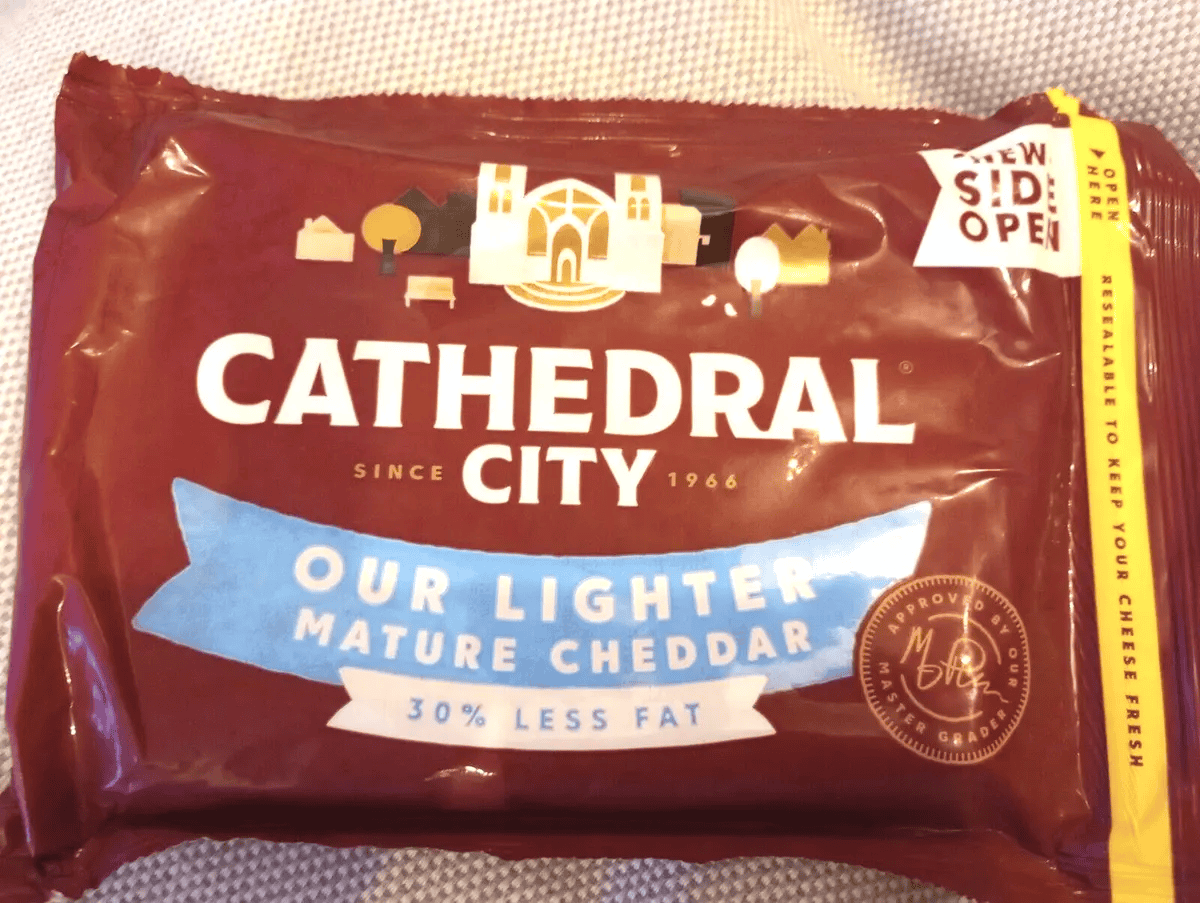 NEW
SIDE
OPEN
OPEN
HERE
RESEALABLE TO KEEP YOUR CHEESE FRESH
CATHEDRAL®
SINCE CITY 1966
OUR LIGHTER
MATURE CHEDDAR
30% LESS FAT
APPROVED BY OUR
MASTER GRADER